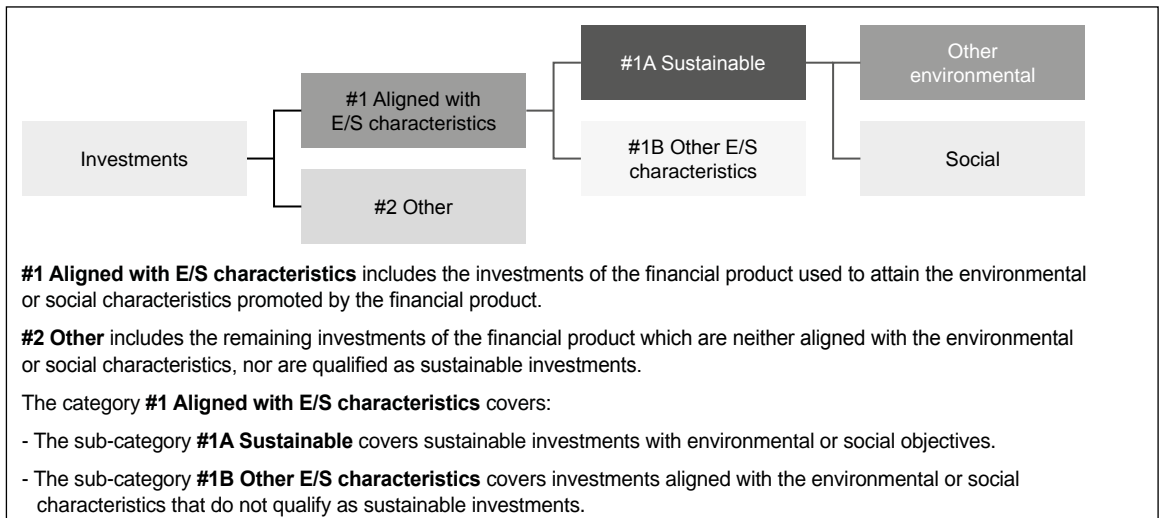 Investments
#1 Aligned with
E/S characteristics
#2 Other
#1A Sustainable
#1B Other E/S
characteristics
Other
environmental
Social
#1 Aligned with E/S characteristics includes the investments of the financial product used to attain the environmental
or social characteristics promoted by the financial product.
#2 Other includes the remaining investments of the financial product which are neither aligned with the environmental
or social characteristics, nor are qualified as sustainable investments.
The category #1 Aligned with E/S characteristics covers:
- The sub-category #1A Sustainable covers sustainable investments with environmental or social objectives.
- The sub-category #1B Other E/S characteristics covers investments aligned with the environmental or social
characteristics that do not qualify as sustainable investments.